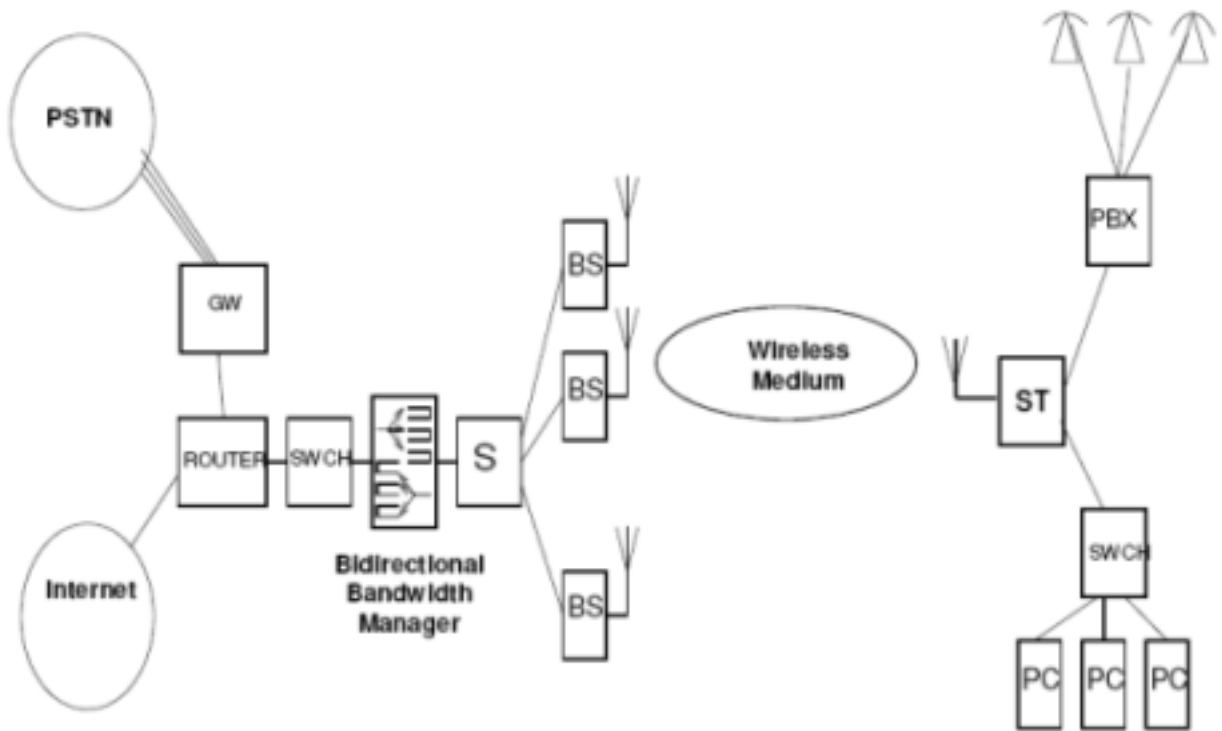 PSTN
GW
ROUTER
SWCH
Bidirectional
Bandwidth
Manager
S
Internet
BS
BS
BS
Wireless
Medium
PBX
ST
SWCH
PC
PC
PC